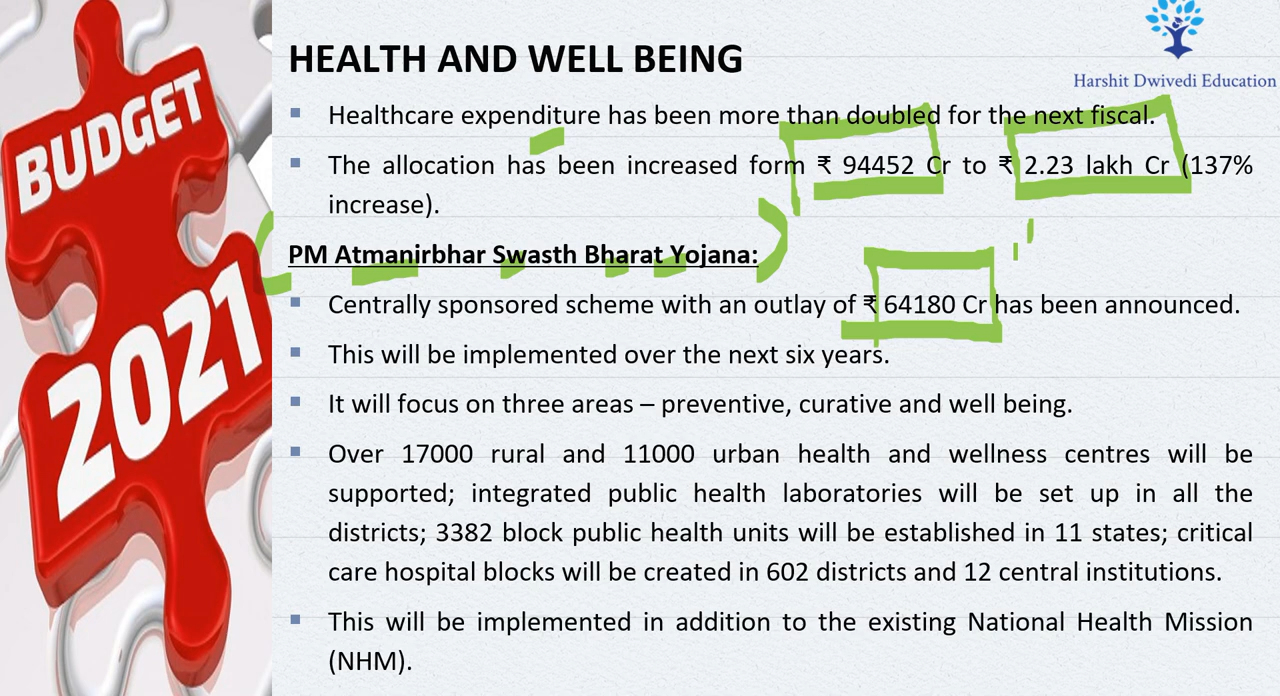 BUDGET
2021
Harshit Dwivedi Education
HEALTH AND WELL BEING
▪ Healthcare expenditure has been more than doubled for the next fiscal.
▪ The allocation has been increased form ₹ 94452 Cr to ₹ 2.23 lakh Cr (137%
increase).
PM Atmanirbhar Swasth Bharat Yojana:
▪ Centrally sponsored scheme with an outlay of ₹ 64180 Cr has been announced.
▪ This will be implemented over the next six years.
▪ It will focus on three areas – preventive, curative and well being.
▪ Over 17000 rural and 11000 urban health and wellness centres will be
supported; integrated public health laboratories will be set up in all the
districts; 3382 block public health units will be established in 11 states; critical
care hospital blocks will be created in 602 districts and 12 central institutions.
▪ This will be implemented in addition to the existing National Health Mission
(NHM).